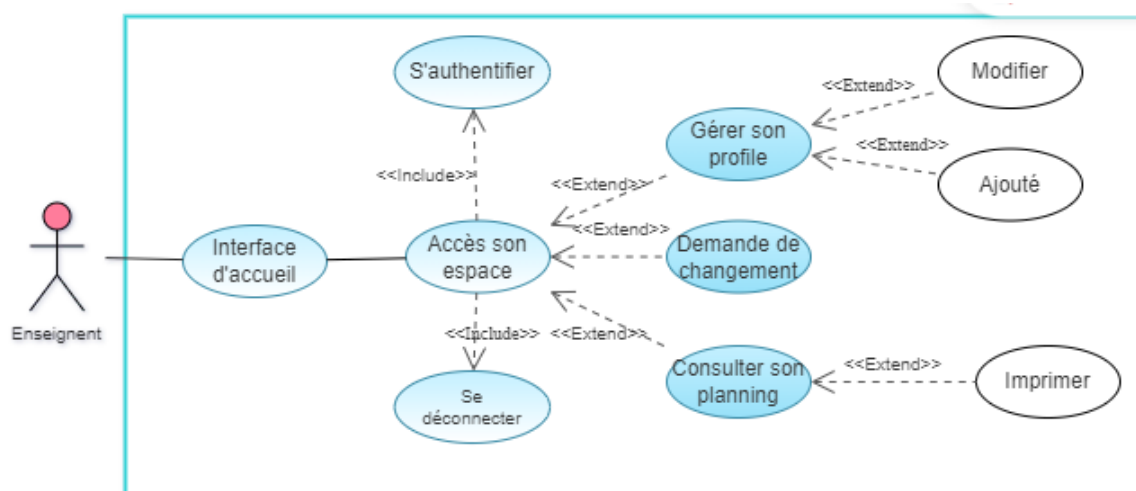 S'authentifier
Modifier
<<Extend>>
Gérer son
profile
<<Extend>>
Ajouté
<<Include>>
<<Extend>>
<<Extend>>
Interface
d'accueil
Accès son
espace
Demande de
changement
Enseignent
<<Include>>
<<Extend>>
Consulter son
planning
<<Extend>>
Imprimer
Se
déconnecter